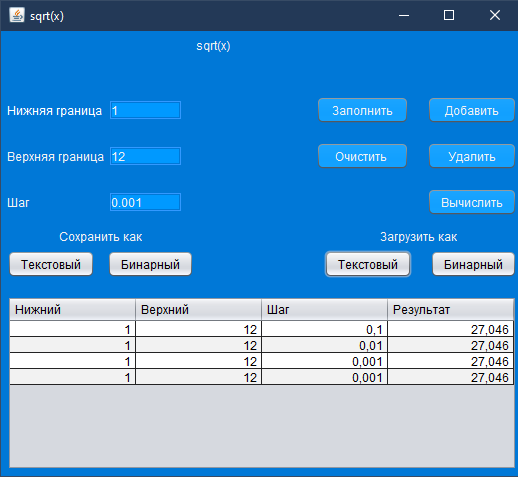 sqrt(x)
sqrt(x)
Нижняя граница 1 Заполнить Добавить
Верхняя граница 12 Очистить Удалить
Шаг 0.001 Вычислить
Сохранить как Загрузить как
Текстовый Бинарный Текстовый Бинарный
Нижний Верхний Шаг Результат
1 12 0,1 27,046
1 12 0,01 27,046
1 12 0,001 27,046
1 12 0,001 27,046